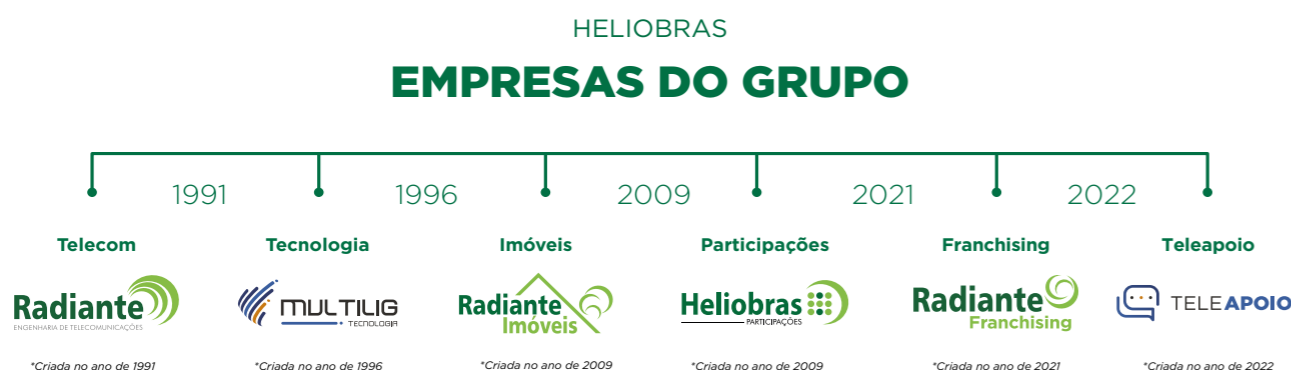 HELIOBRAS
EMPRESAS DO GRUPO
1991 1996 2009 2021 2022
Telecom Tecnologia Imóveis Participações Franchising Teleapoio
Radiante
ENGENHARIA DE TELECOMUNICAÇÕES
MULTILIG
TECNOLOGIA
Radiante
Imóveis
Heliobras
PARTICIPAÇÕES
Radiante
Franchising
TELEAPOIO
*Criada no ano de 1991 *Criada no ano de 1996 *Criada no ano de 2009 *Criada no ano de 2009 *Criada no ano de 2021 *Criada no ano de 2022